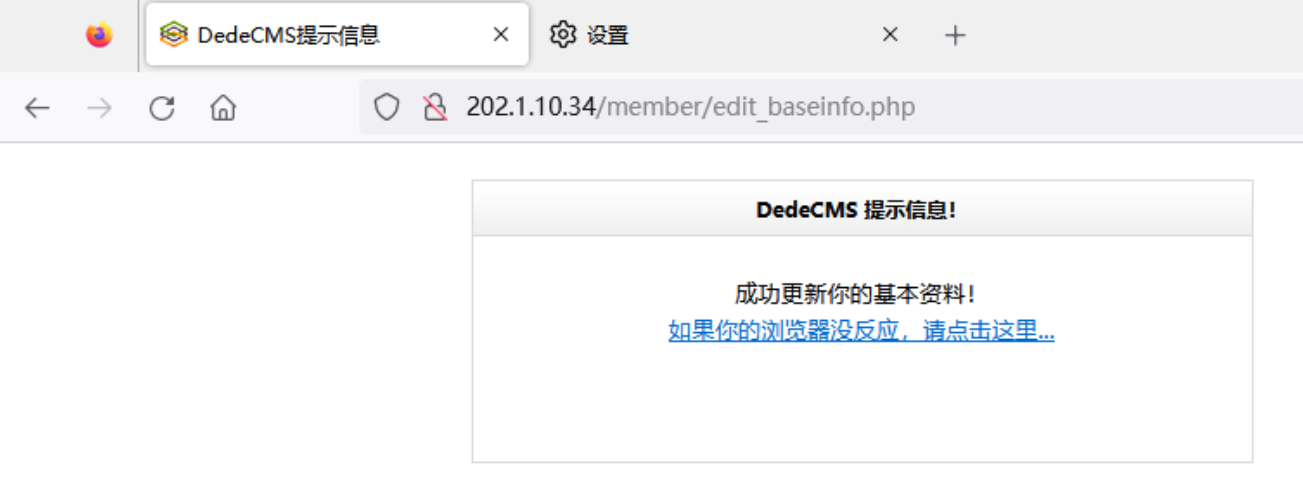 DedeCMS提示信息
设置
202.1.10.34/member/edit_baseinfo.php
DedeCMS 提示信息！
成功更新你的基本资料！
如果你的浏览器没反应，请点击这里...